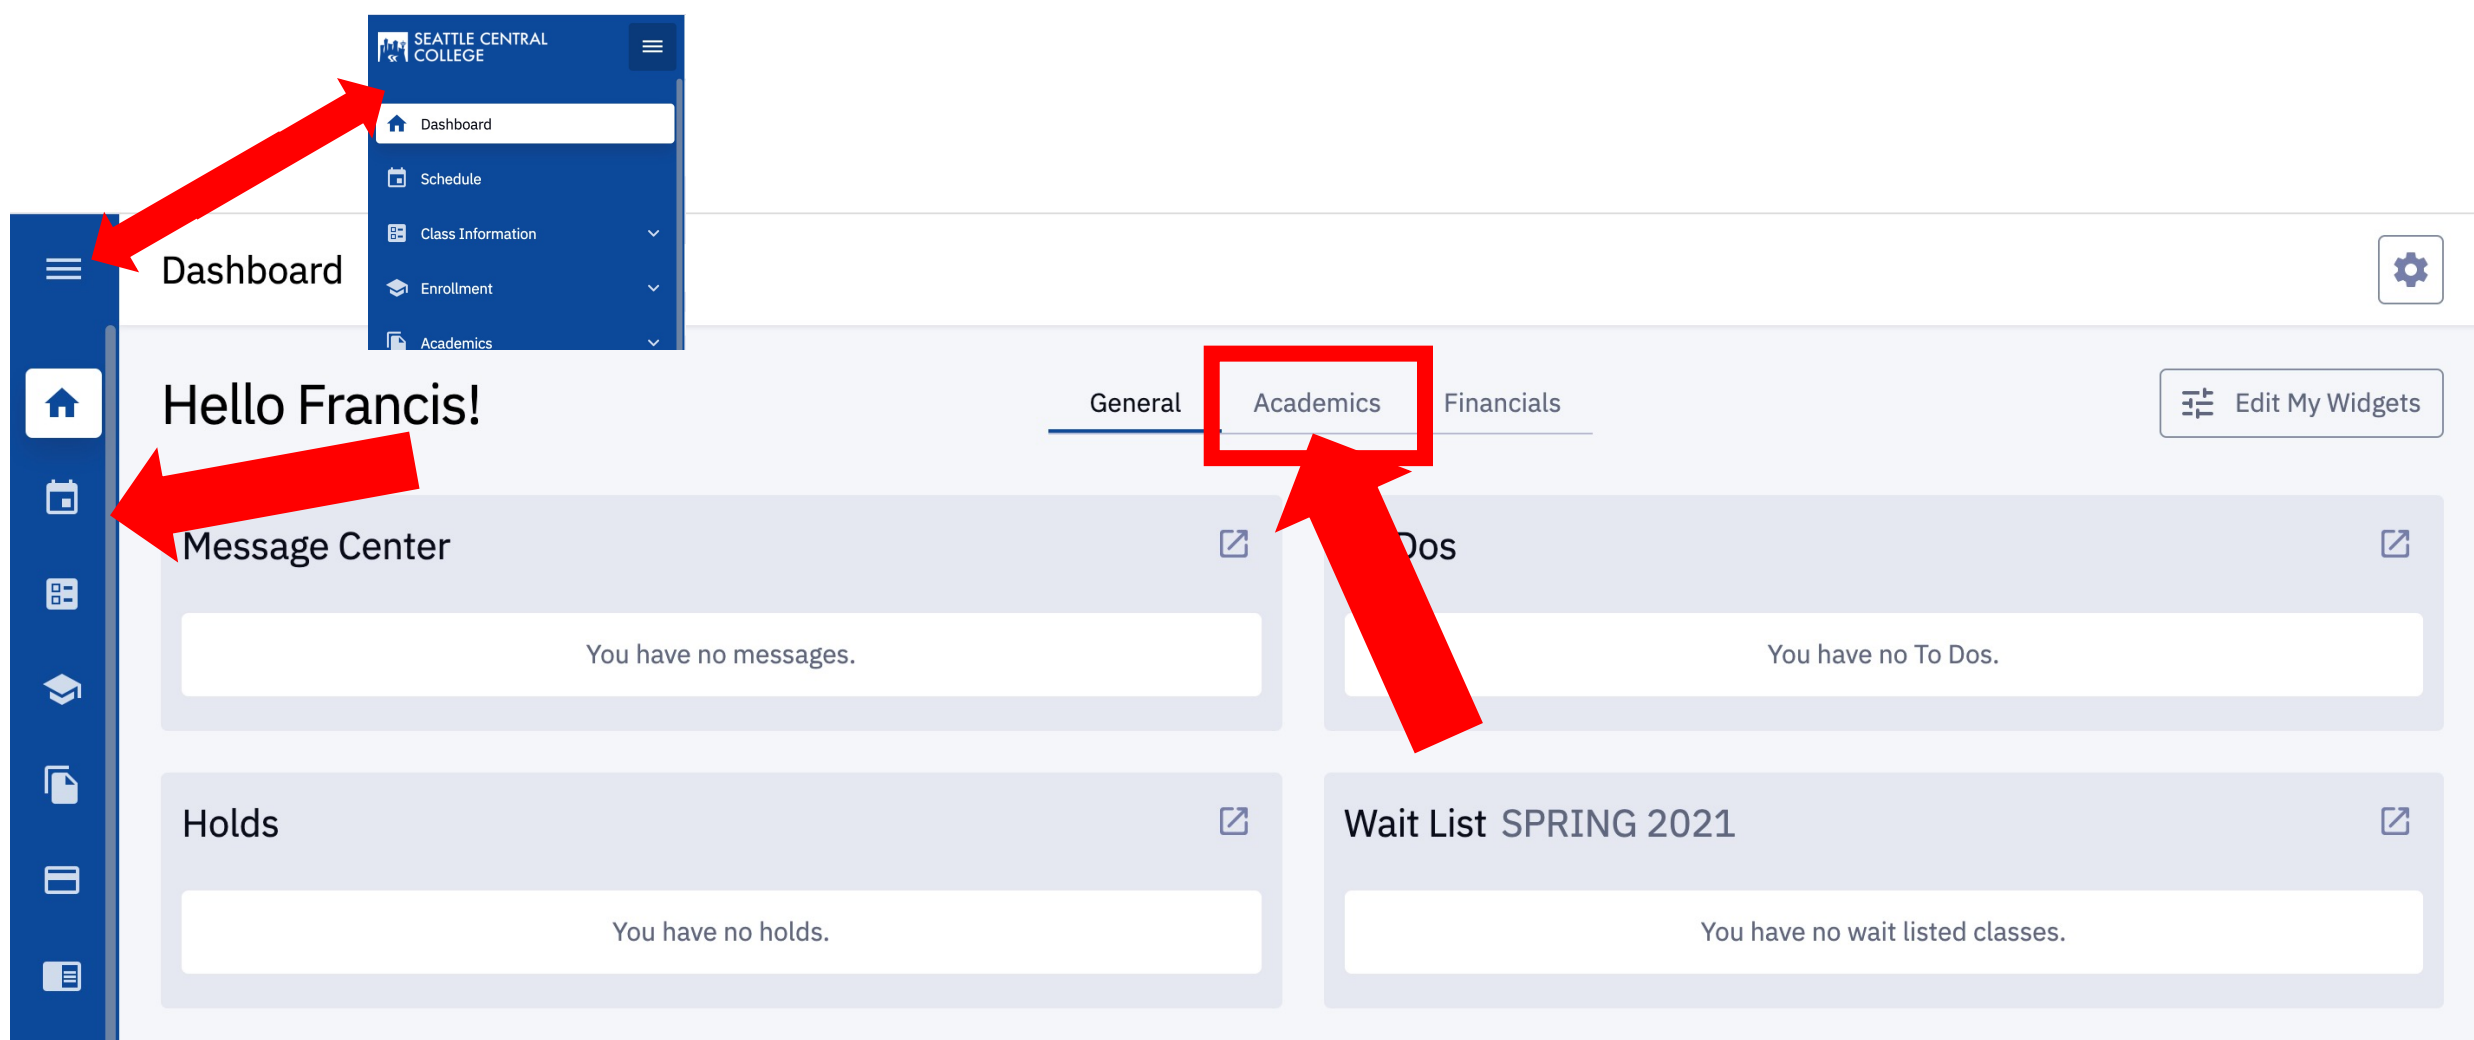 SEATTLE CENTRAL
COLLEGE
Dashboard
Schedule
Class Information
Enrollment
Academics
Dashboard
Hello Francis!
General Academics Financials
Edit My Widgets
Message Center
You have no messages.
Dos
You have no To Dos.
Holds
You have no holds.
Wait List SPRING 2021
You have no wait listed classes.